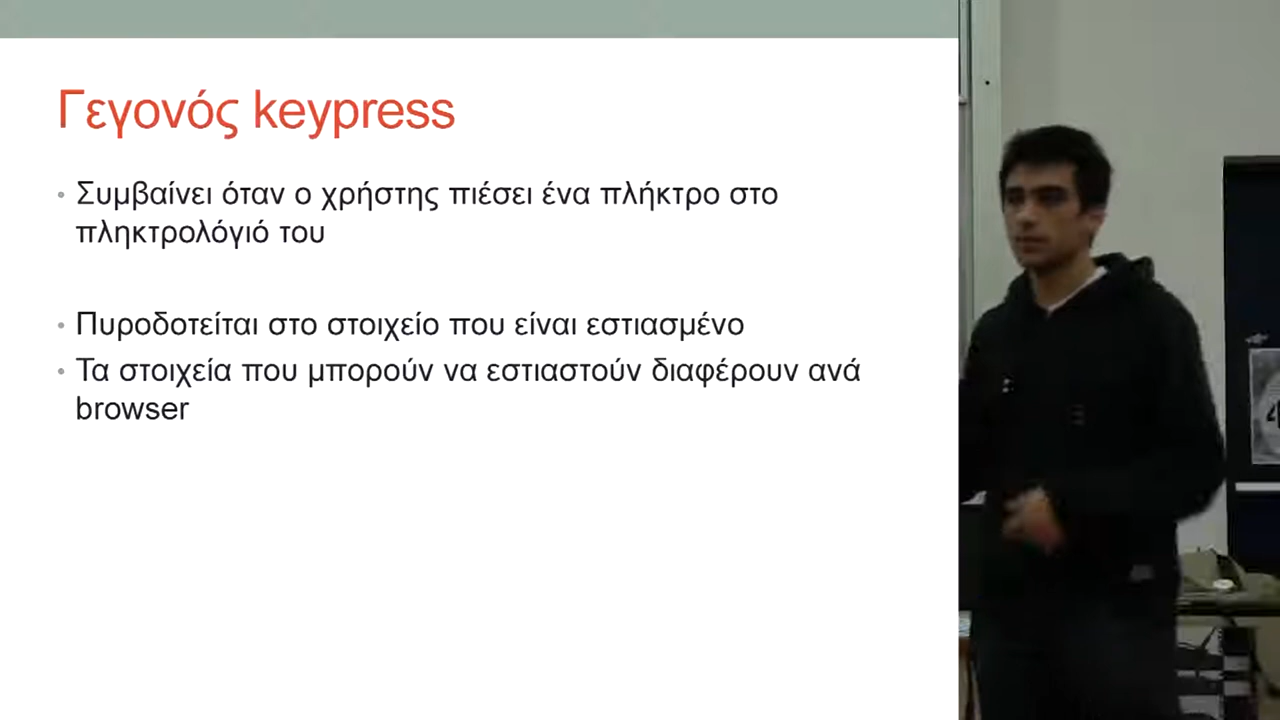 Γεγονός keypress
• Συμβαίνει όταν ο χρήστης πιέσει ένα πλήκτρο στο
πληκτρολόγιό του
• Πυροδοτείται στο στοιχείο που είναι εστιασμένο
• Τα στοιχεία που μπορούν να εστιαστούν διαφέρουν ανά
browser